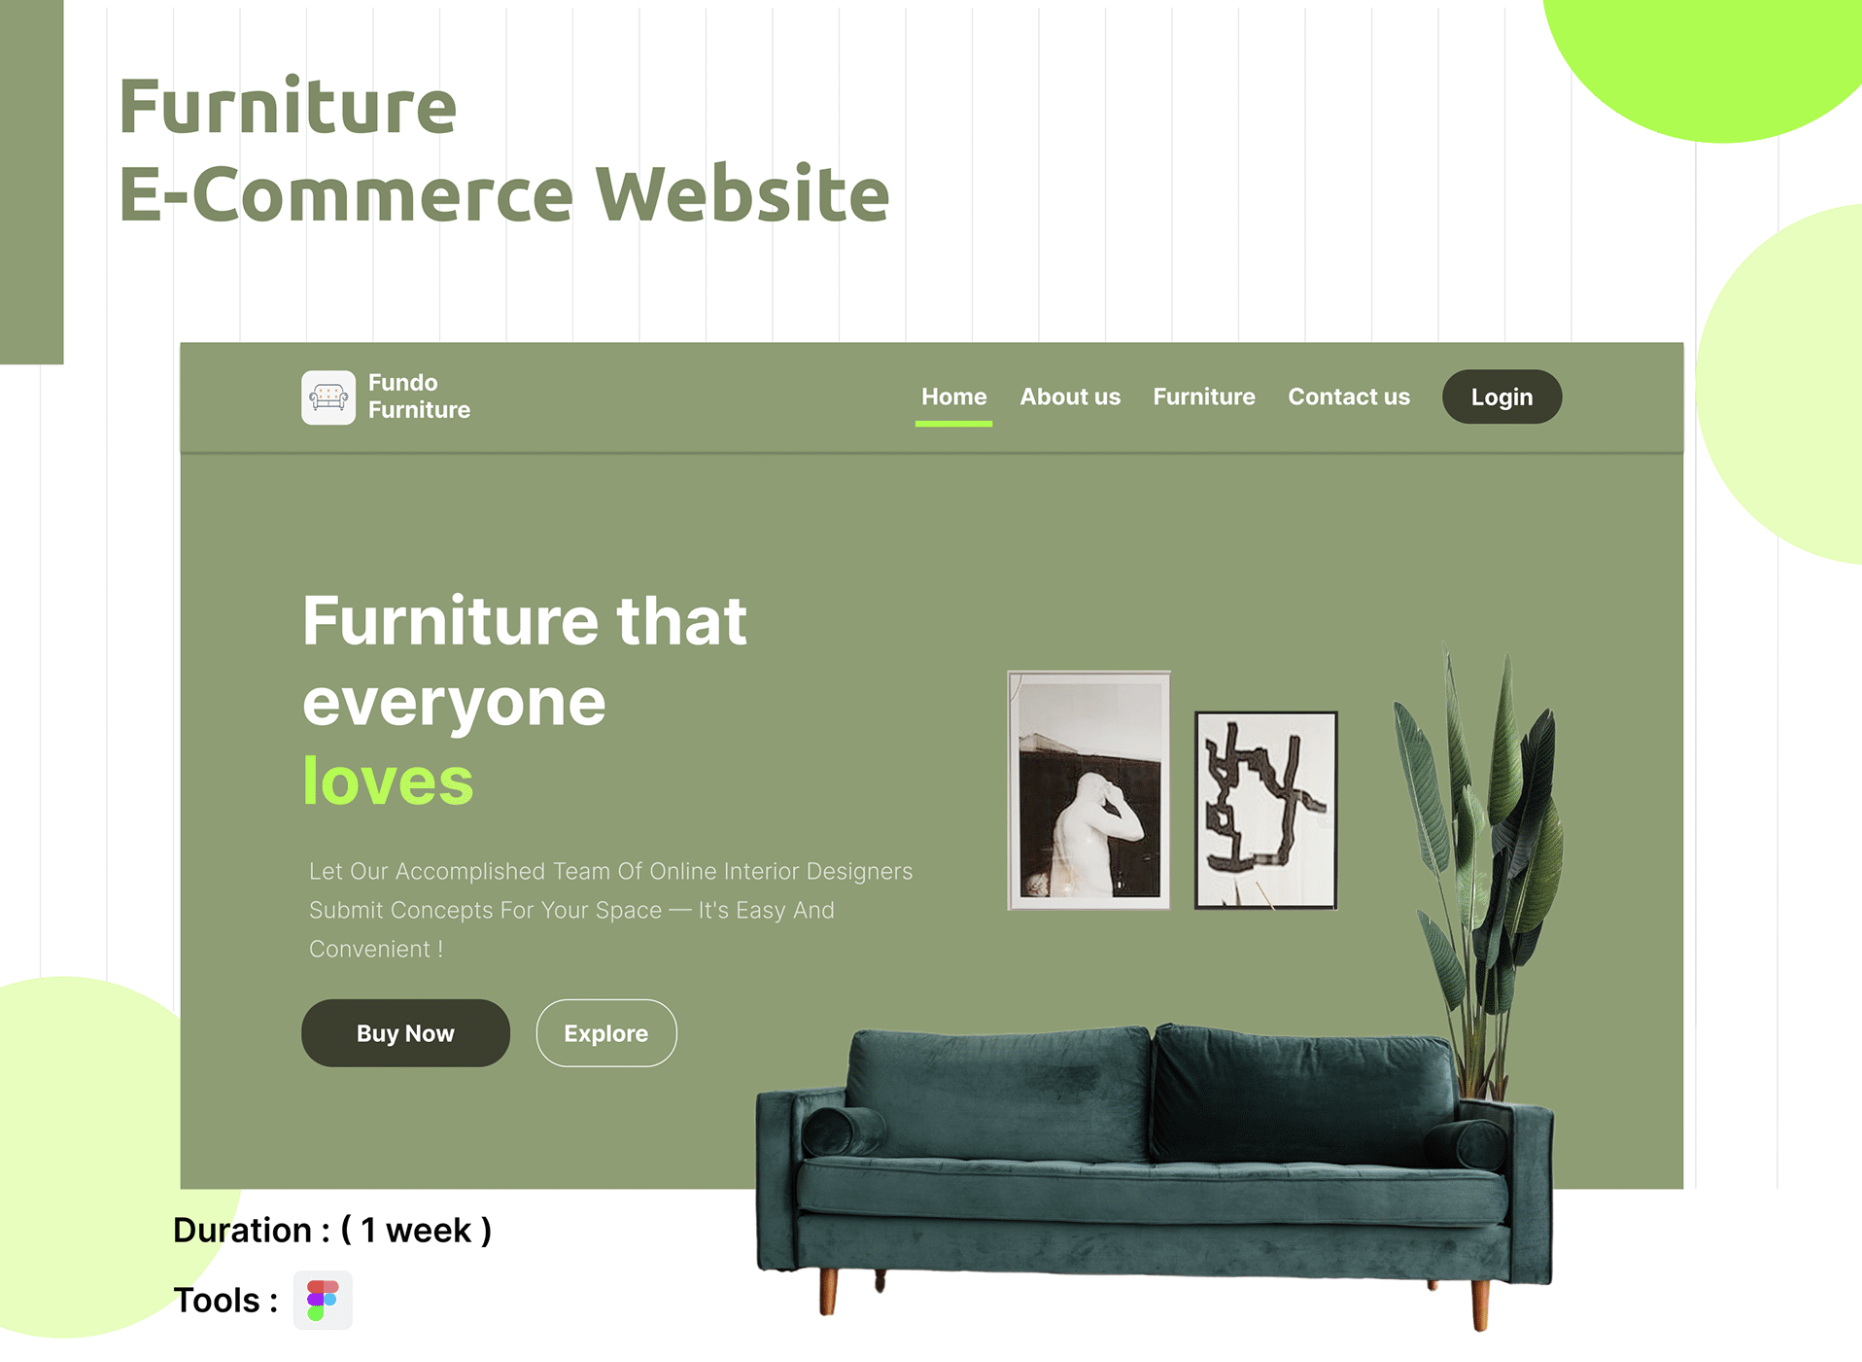 Furniture
E-Commerce Website
Fundo
Furniture
Home About us Furniture Contact us Login
Furniture that
everyone
loves
Let Our Accomplished Team Of Online Interior Designers
Submit Concepts For Your Space — It's Easy And
Convenient !
Buy Now Explore
Duration : ( 1 week )
Tools :